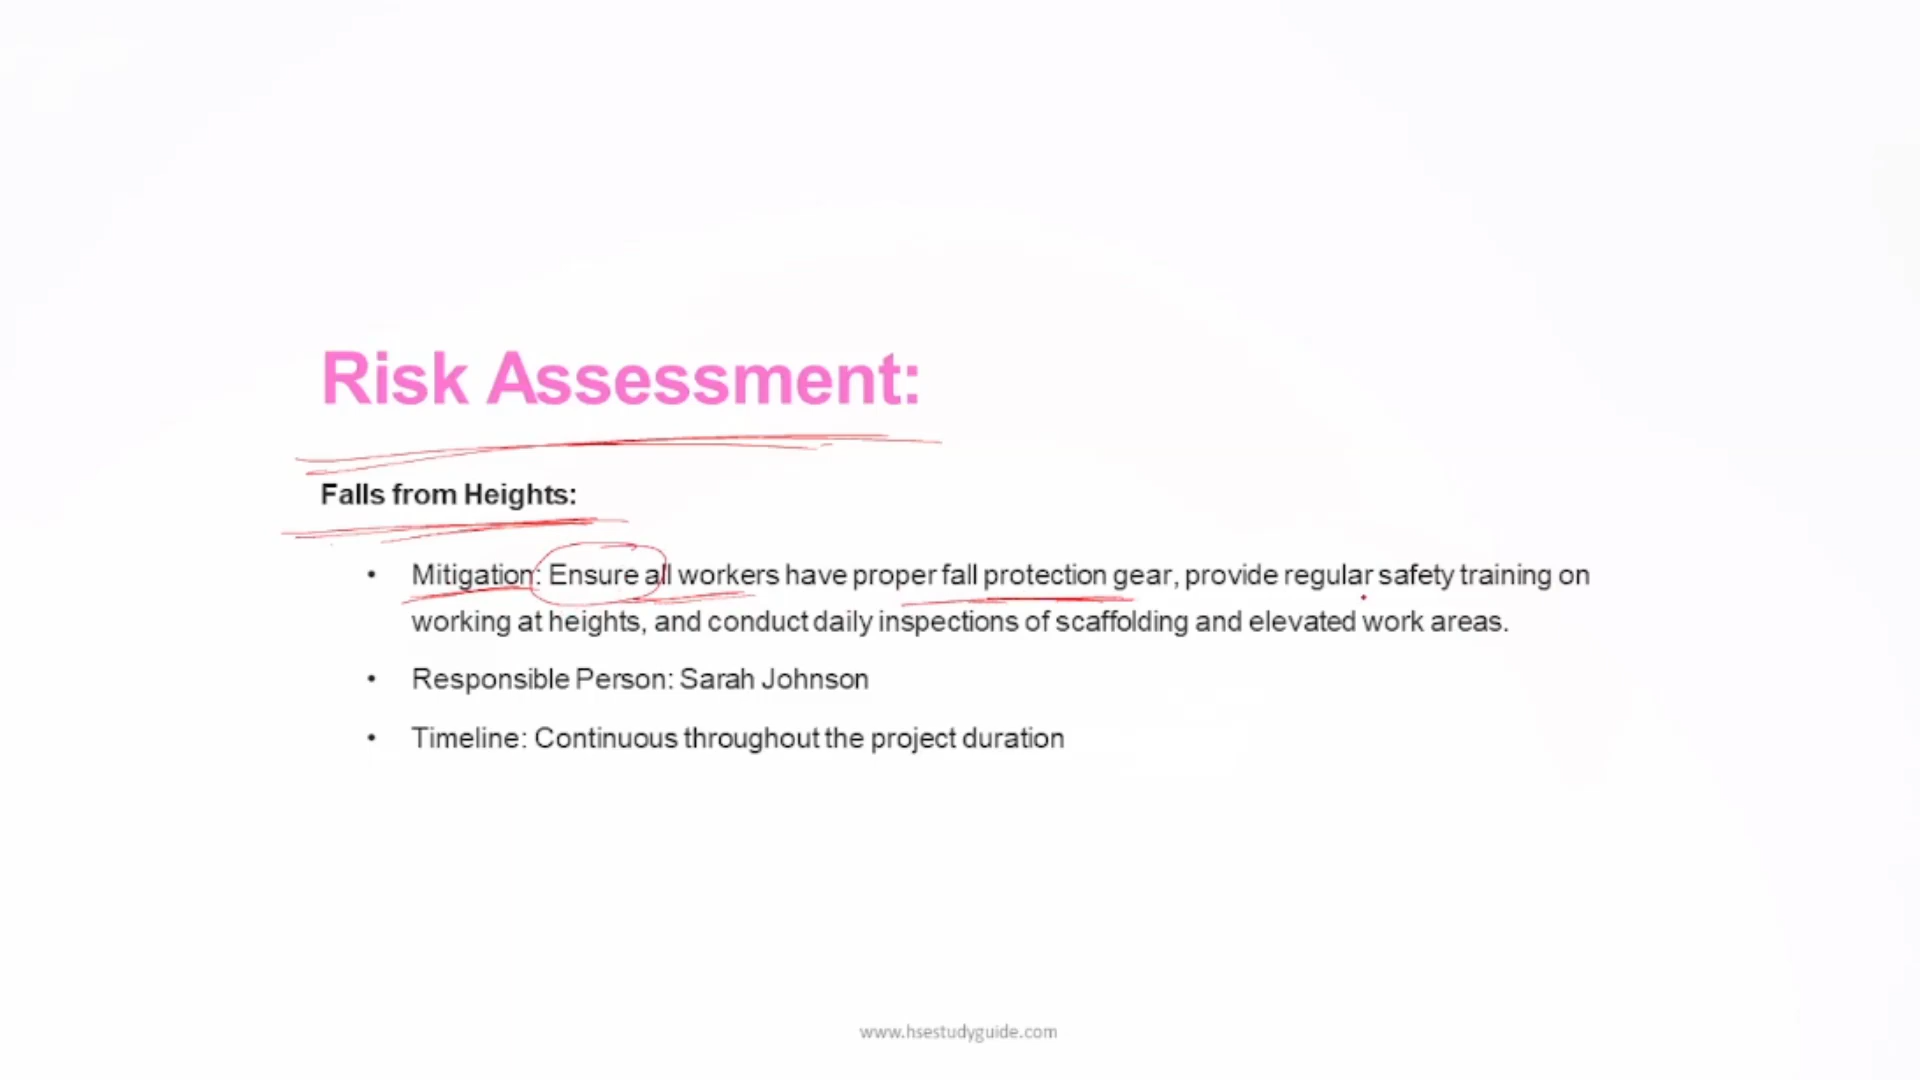 Risk Assessment:
Falls from Heights:
• Mitigation: Ensure all workers have proper fall protection gear, provide regular safety training on
working at heights, and conduct daily inspections of scaffolding and elevated work areas.
• Responsible Person: Sarah Johnson
• Timeline: Continuous throughout the project duration
www.hsestudyguide.com